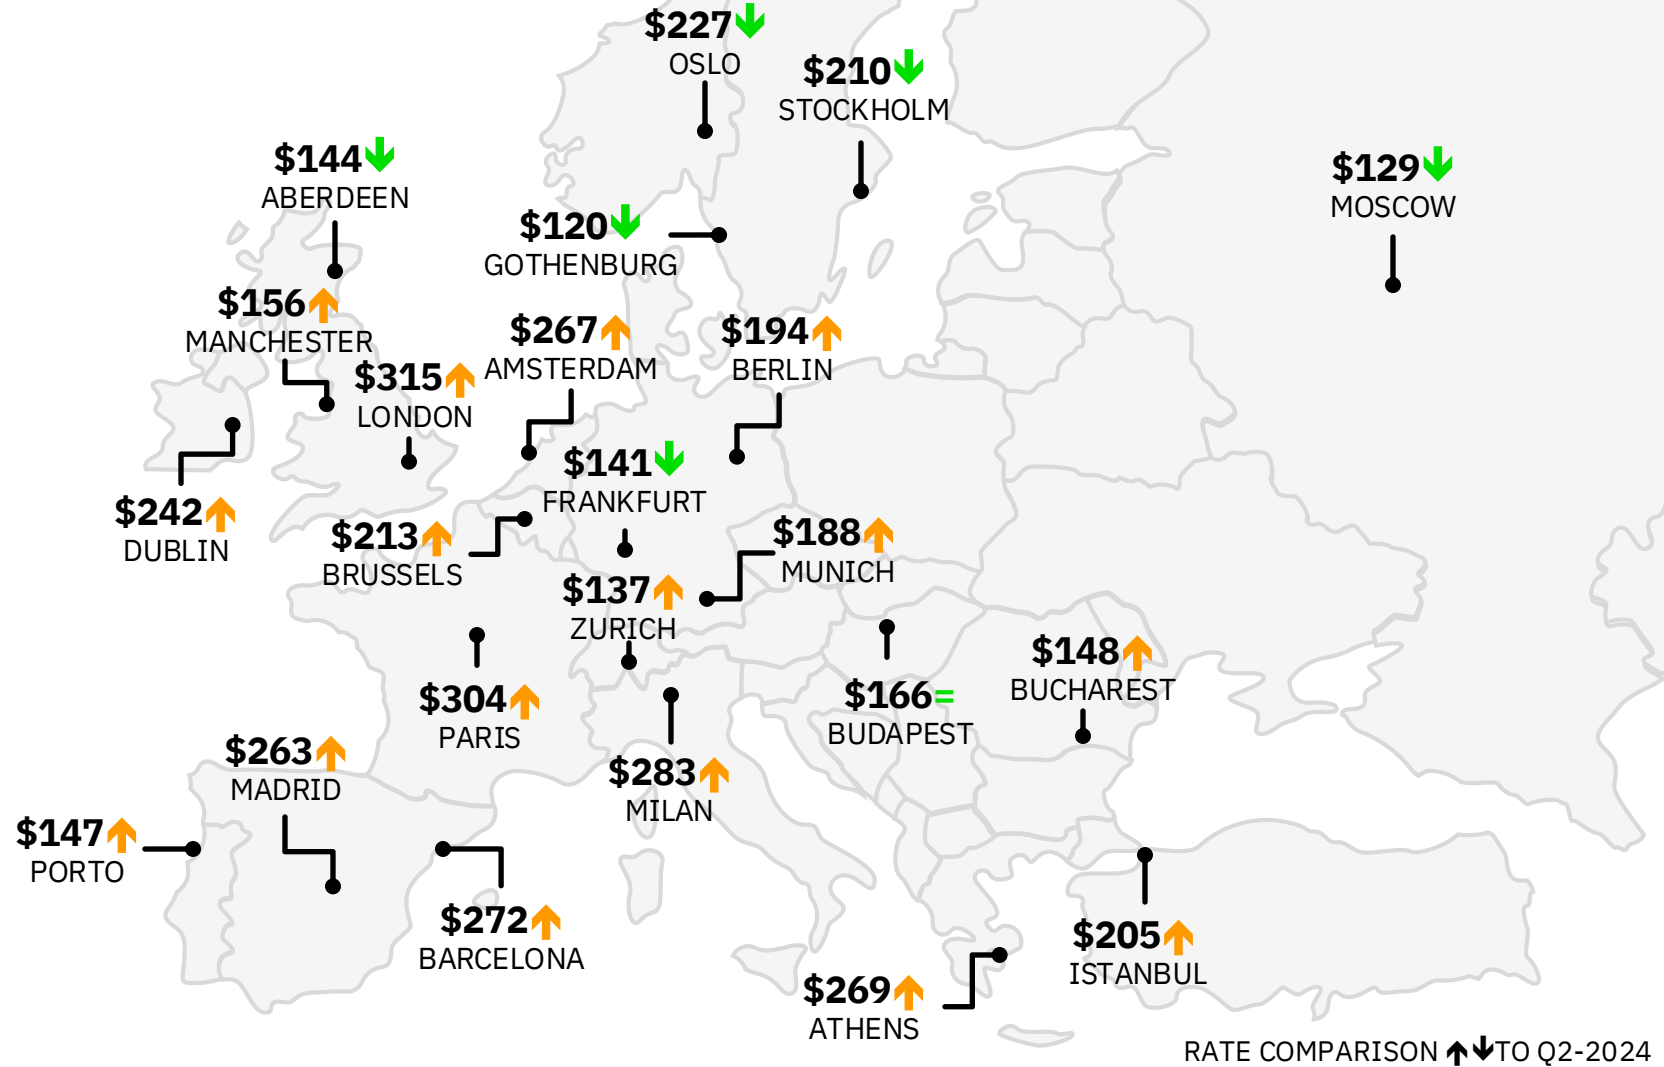 $227
OSLO
$210
STOCKHOLM
$144
ABERDEEN
$129
MOSCOW
$120
GOTHENBURG
$156
MANCHESTER
$267
AMSTERDAM
$194
BERLIN
$315
LONDON
$141
FRANKFURT
$242
DUBLIN
$213
BRUSSELS
$188
MUNICH
$137
ZURICH
$148
BUCHAREST
$166=
BUDAPEST
$304
PARIS
$263
MADRID
$283
MILAN
$147
PORTO
$272
BARCELONA
$205
ISTANBUL
$269
ATHENS
RATE COMPARISON ↑↓TO Q2-2024